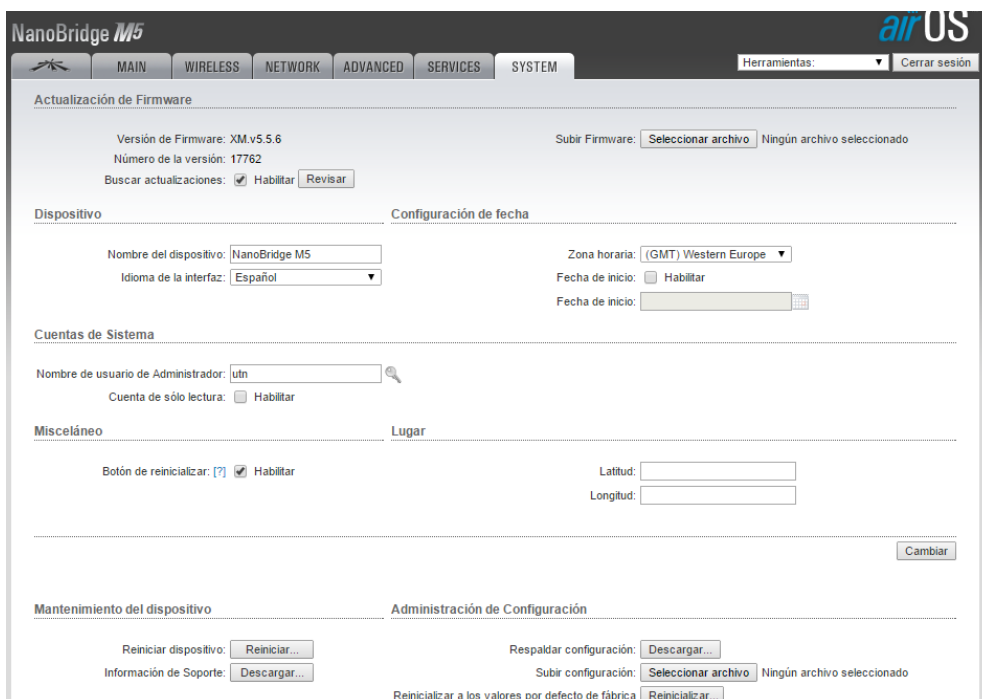 NanoBridge M5
airOS
MAIN WIRELESS NETWORK ADVANCED SERVICES SYSTEM
Herramientas: Cerrar sesión
Actualización de Firmware
Versión de Firmware: XM.v5.5.6
Subir Firmware: Seleccionar archivo Ningún archivo seleccionado
Número de la versión: 17762
Buscar actualizaciones: Habilitar Revisar
Dispositivo
Configuración de fecha
Nombre del dispositivo: NanoBridge M5
Zona horaria: (GMT) Western Europe
Idioma de la interfaz: Español
Fecha de inicio: Habilitar
Fecha de inicio:
Cuentas de Sistema
Nombre de usuario de Administrador: utn
Cuenta de sólo lectura: Habilitar
Misceláneo
Lugar
Botón de reinicializar: [?] Habilitar
Latitud:
Longitud:
Cambiar
Mantenimiento del dispositivo
Administración de Configuración
Reiniciar dispositivo: Reiniciar...
Respaldar configuración: Descargar...
Información de Soporte: Descargar...
Subir configuración: Seleccionar archivo Ningún archivo seleccionado
Reinicializar a los valores por defecto de fábrica Reinicializar...